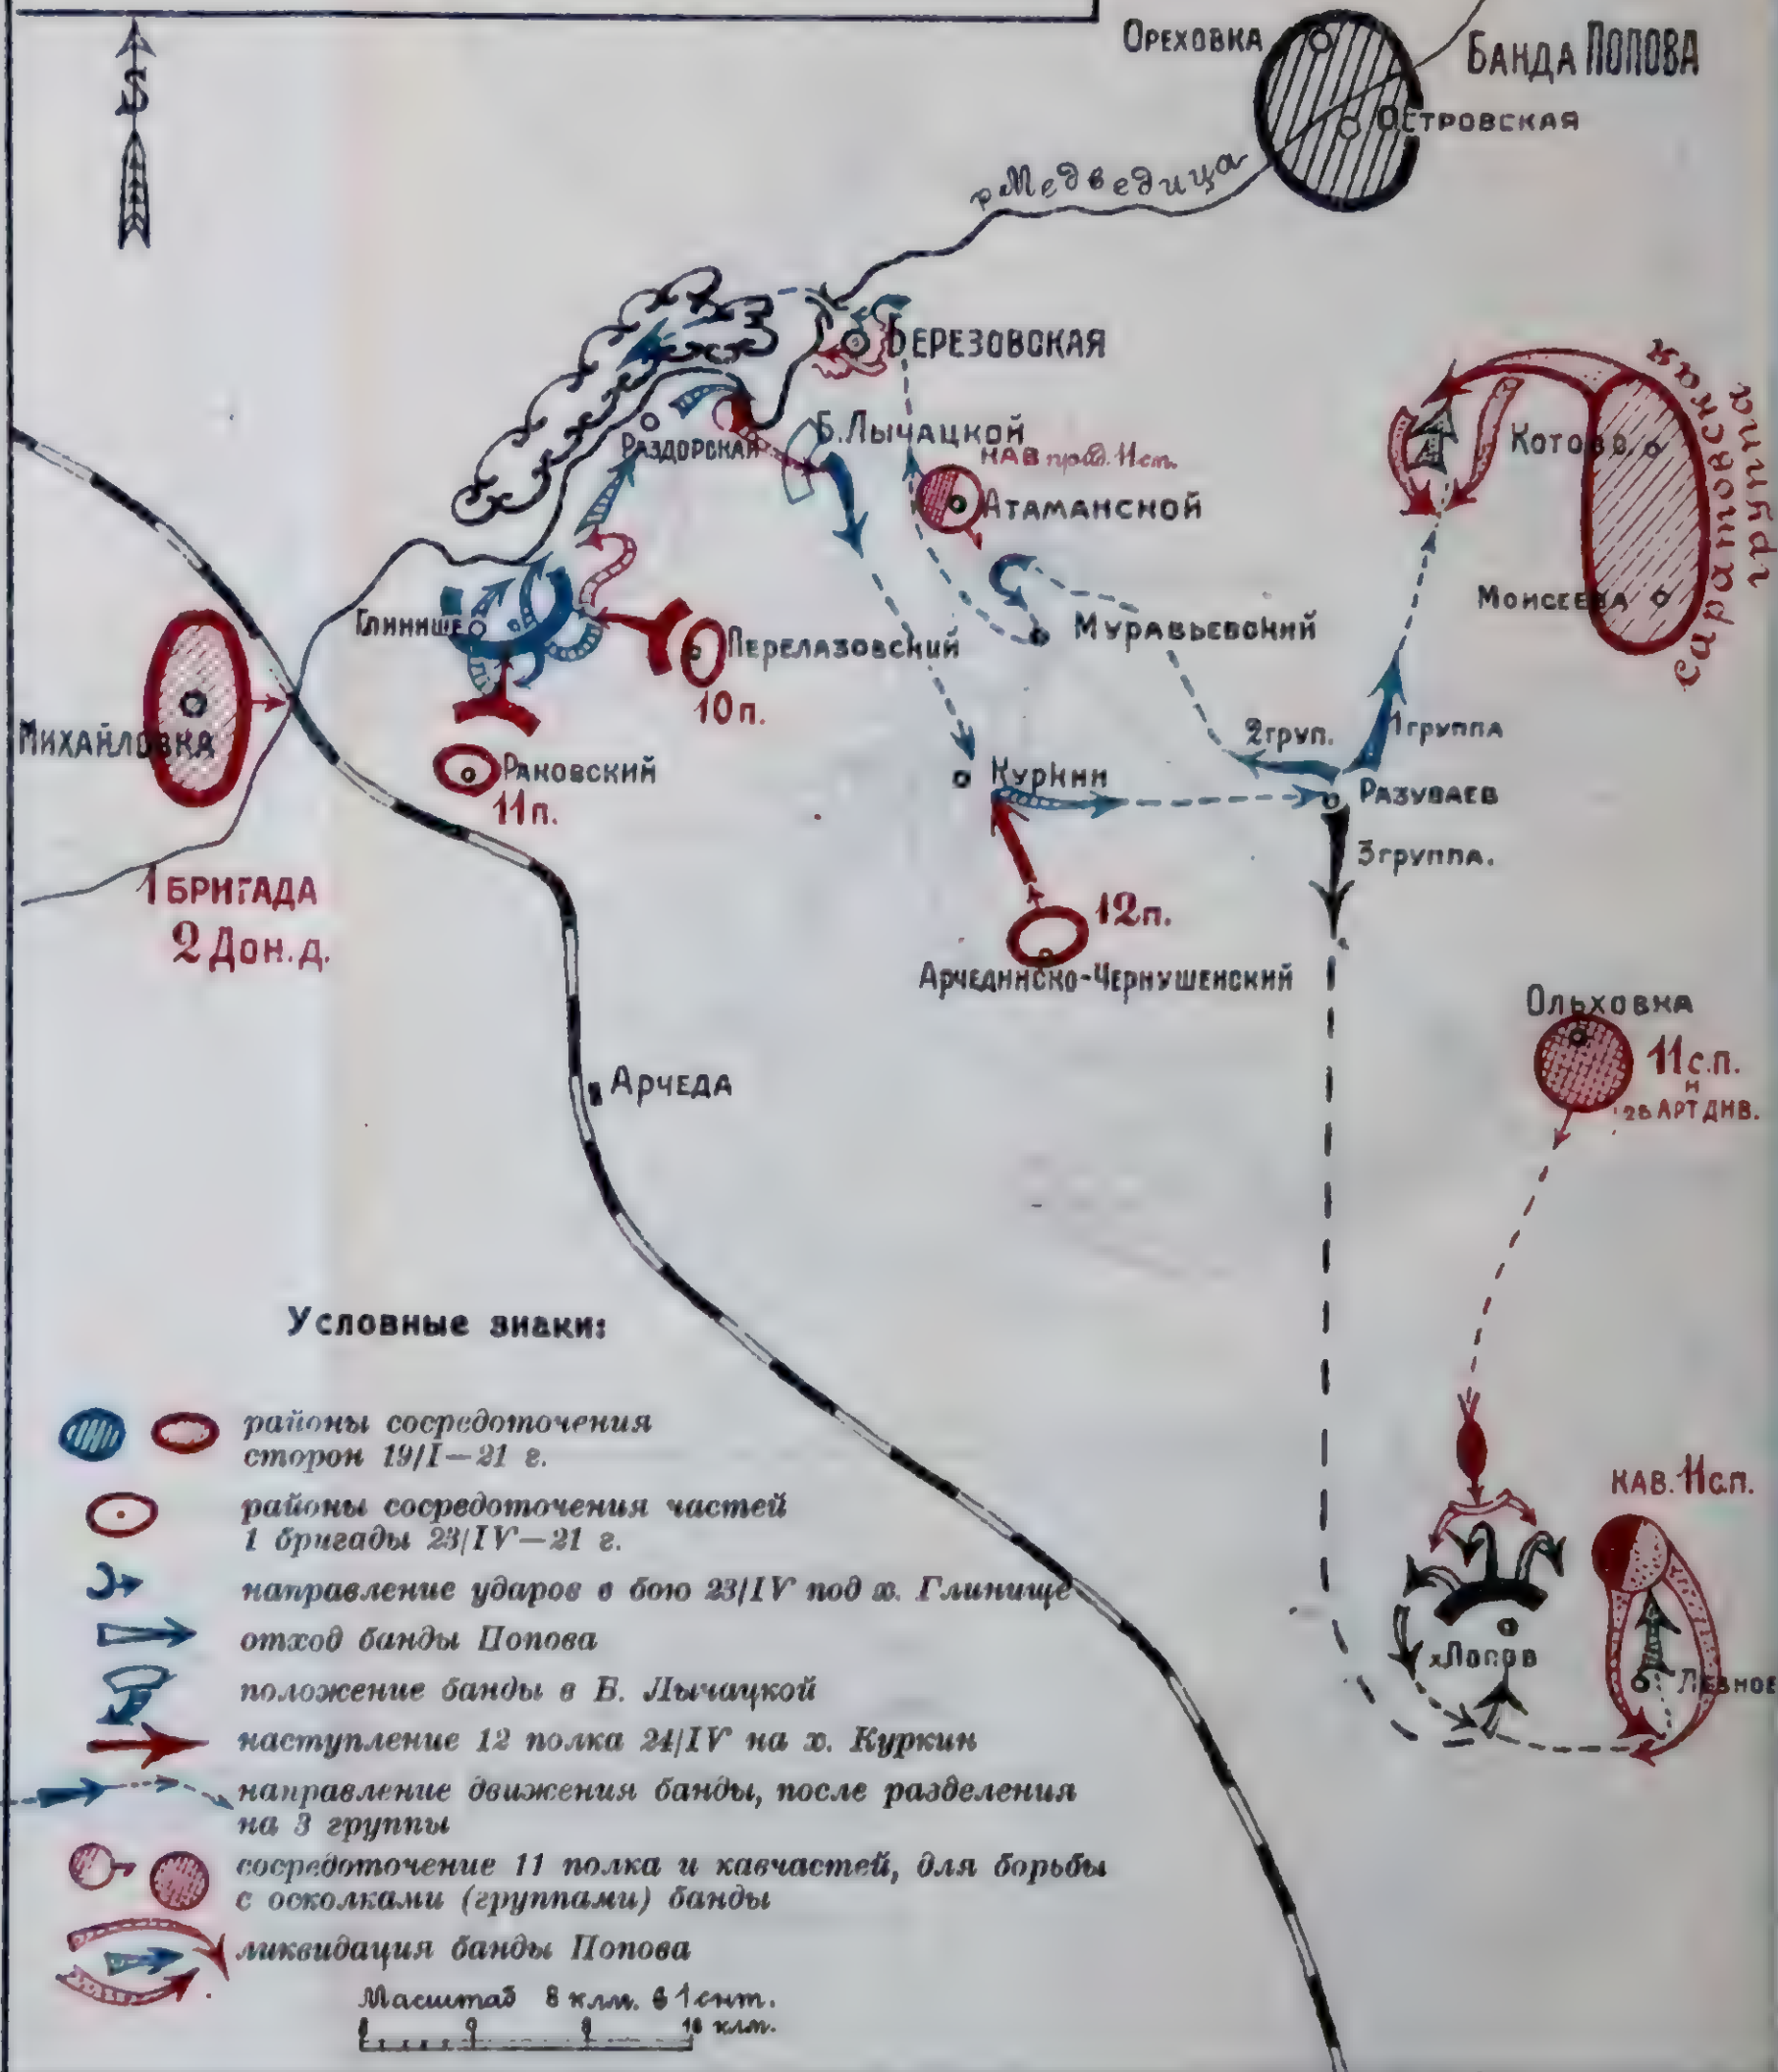 Ореховка
Банда Попова
Островская
р Медведица
Березовская
Б. Лычацкой
Раздорская
КАВ 11 сп.
Атаманской
Котово
Моисеева
Саратовская группа
Глинище
Перелазовский
10 п.
Муравьевский
Михайловка
Раковский
11 п.
2 груп.
1 группа
Куркин
Разуваев
3 группа.
1 БРИГАДА
2 Дон. д.
12 п.
Арчединско-Чернушенский
Ольховка
11 с.п.
и
28 АРТ ДИВ.
Арчеда
КАВ. 11 с.п.
х Попов
Условные знаки:
районы сосредоточения
сторон 19/I—21 г.
районы сосредоточения частей
1 бригады 23/IV—21 г.
направление ударов в бою 23/IV под х. Глинище
отход банды Попова
положение банды в Б. Лычацкой
наступление 12 полка 24/IV на х. Куркин
направление движения банды, после разделения
на 3 группы
сосредоточение 11 полка и кавчастей, для борьбы
с осколками (группами) банды
ликвидация банды Попова
Масштаб 8 клм. в 1 снт.
клм.